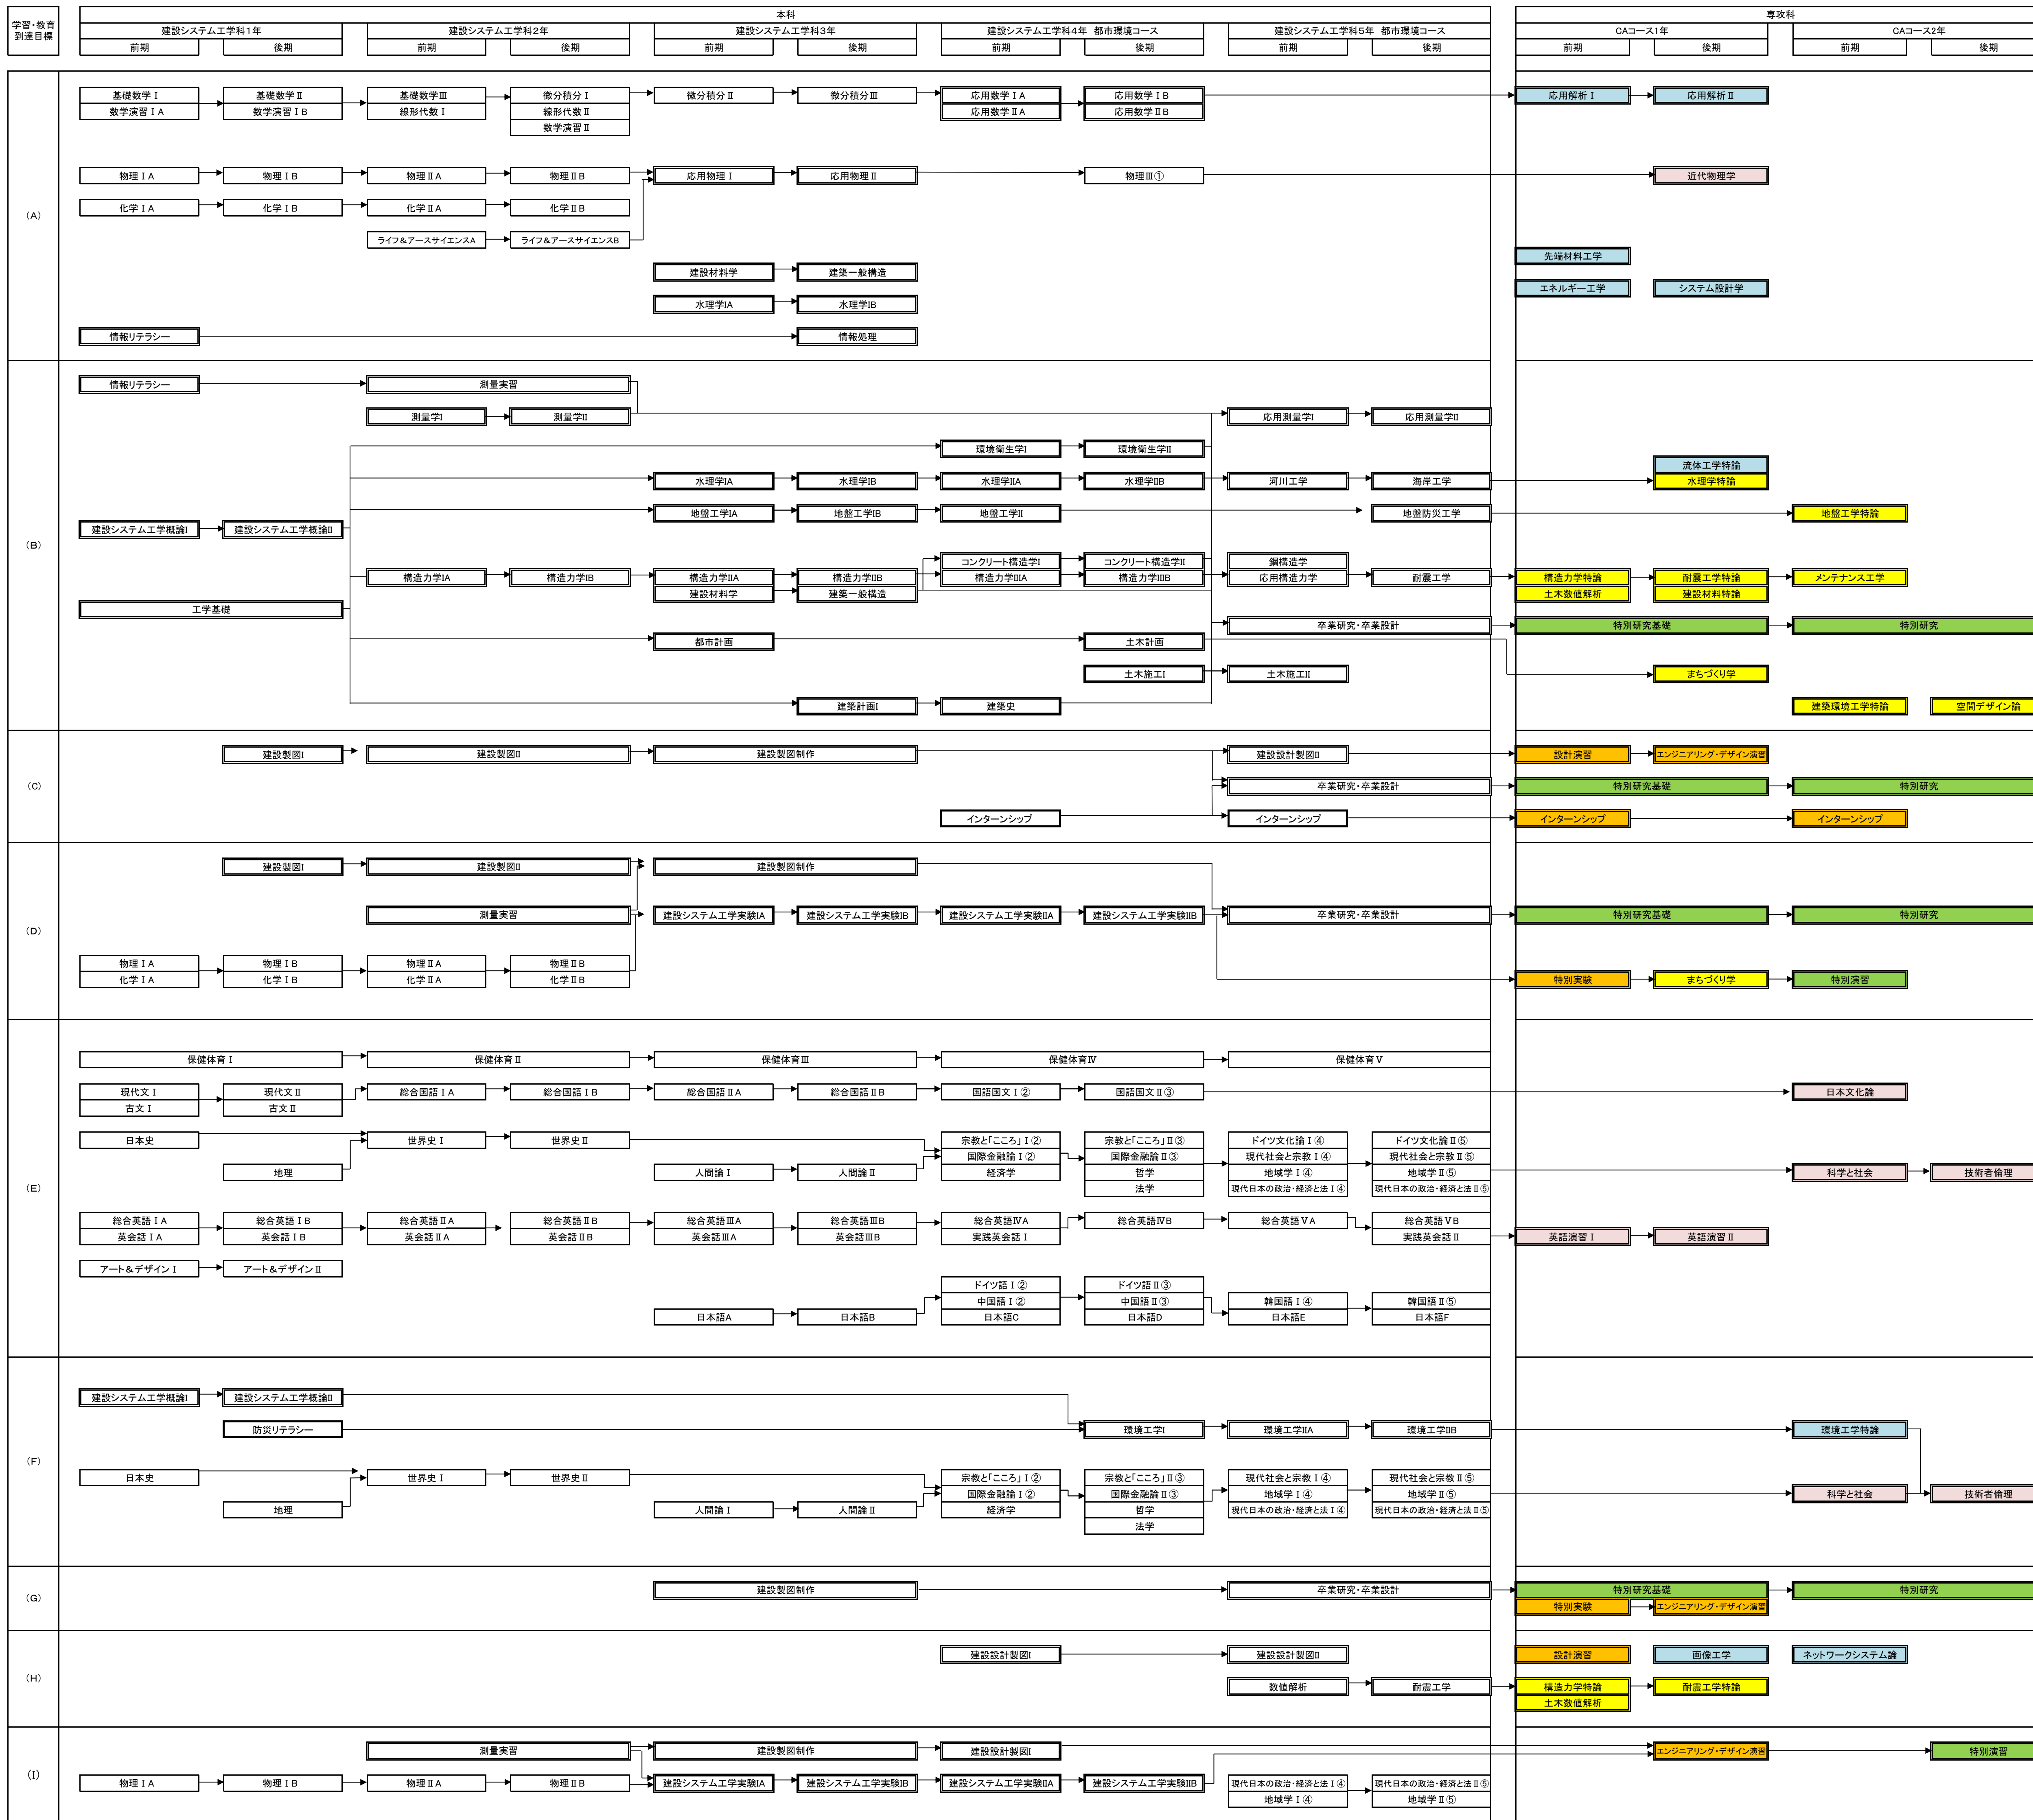 学習・教育
到達目標
本科
専攻科
建設システム工学科1年
建設システム工学科2年
建設システム工学科3年
建設システム工学科4年 都市環境コース
建設システム工学科5年 都市環境コース
CAコース1年
CAコース2年
前期 後期 前期 後期 前期 後期 前期 後期 前期 後期 前期 後期 前期 後期
(A)
基礎数学Ⅰ 基礎数学Ⅱ 基礎数学Ⅲ 微分積分Ⅰ 微分積分Ⅱ 微分積分Ⅲ 応用数学ⅠA 応用数学ⅠB 応用解析Ⅰ 応用解析Ⅱ
数学演習ⅠA 数学演習ⅠB 線形代数Ⅰ 線形代数Ⅱ 応用数学ⅡA 応用数学ⅡB
数学演習Ⅱ
物理ⅠA 物理ⅠB 物理ⅡA 物理ⅡB 応用物理Ⅰ 応用物理Ⅱ 物理Ⅲ① 近代物理学
化学ⅠA 化学ⅠB 化学ⅡA 化学ⅡB
ライフ&アースサイエンスA ライフ&アースサイエンスB
先端材料工学
建設材料学 建築一般構造
エネルギー工学 システム設計学
水理学IA 水理学IB
情報リテラシー 情報処理
(B)
情報リテラシー 測量実習
測量学I 測量学II 応用測量学I 応用測量学II
環境衛生学I 環境衛生学II
流体工学特論
水理学IA 水理学IB 水理学IIA 水理学IIB 河川工学 海岸工学 水理学特論
地盤工学IA 地盤工学IB 地盤工学II 地盤防災工学 地盤工学特論
建設システム工学概論I 建設システム工学概論II
コンクリート構造学I コンクリート構造学II 鋼構造学
構造力学IA 構造力学IB 構造力学IIA 構造力学IIB 構造力学IIIA 構造力学IIIB 応用構造力学 耐震工学 構造力学特論 耐震工学特論 メンテナンス工学
建設材料学 建築一般構造 土木数値解析 建設材料特論
工学基礎
卒業研究・卒業設計 特別研究基礎 特別研究
都市計画 土木計画
土木施工I 土木施工II まちづくり学
建築計画I 建築史 建築環境工学特論 空間デザイン論
(C)
建設製図I 建設製図II 建設製図制作 建設設計製図II 設計演習 エンジニアリング・デザイン演習
卒業研究・卒業設計 特別研究基礎 特別研究
インターンシップ インターンシップ インターンシップ インターンシップ
(D)
建設製図I 建設製図II 建設製図制作
測量実習 建設システム工学実験IA 建設システム工学実験IB 建設システム工学実験IIA 建設システム工学実験IIB 卒業研究・卒業設計 特別研究基礎 特別研究
物理ⅠA 物理ⅠB 物理ⅡA 物理ⅡB
化学ⅠA 化学ⅠB 化学ⅡA 化学ⅡB 特別実験 まちづくり学 特別演習
(E)
保健体育Ⅰ 保健体育Ⅱ 保健体育Ⅲ 保健体育Ⅳ 保健体育Ⅴ
現代文Ⅰ 現代文Ⅱ 総合国語ⅠA 総合国語ⅠB 総合国語ⅡA 総合国語ⅡB 国語国文Ⅰ② 国語国文Ⅱ③ 日本文化論
古文Ⅰ 古文Ⅱ
日本史 世界史Ⅰ 世界史Ⅱ 宗教と「こころ」Ⅰ② 宗教と「こころ」Ⅱ③ ドイツ文化論Ⅰ④ ドイツ文化論Ⅱ⑤
国際金融論Ⅰ② 国際金融論Ⅱ③ 現代社会と宗教Ⅰ④ 現代社会と宗教Ⅱ⑤
地理 人間論Ⅰ 人間論Ⅱ 経済学 哲学 地域学Ⅰ④ 地域学Ⅱ⑤ 科学と社会 技術者倫理
法学 現代日本の政治・経済と法Ⅰ④ 現代日本の政治・経済と法Ⅱ⑤
総合英語ⅠA 総合英語ⅠB 総合英語ⅡA 総合英語ⅡB 総合英語ⅢA 総合英語ⅢB 総合英語ⅣA 総合英語ⅣB 総合英語ⅤA 総合英語ⅤB
英会話ⅠA 英会話ⅠB 英会話ⅡA 英会話ⅡB 英会話ⅢA 英会話ⅢB 実践英会話Ⅰ 実践英会話Ⅱ 英語演習Ⅰ 英語演習Ⅱ
アート&デザインⅠ アート&デザインⅡ
ドイツ語Ⅰ② ドイツ語Ⅱ③
中国語Ⅰ② 中国語Ⅱ③ 韓国語Ⅰ④ 韓国語Ⅱ⑤
日本語A 日本語B 日本語C 日本語D 日本語E 日本語F
(F)
建設システム工学概論I 建設システム工学概論II
防災リテラシー 環境工学I 環境工学IIA 環境工学IIB 環境工学特論
日本史 世界史Ⅰ 世界史Ⅱ 宗教と「こころ」Ⅰ② 宗教と「こころ」Ⅱ③ 現代社会と宗教Ⅰ④ 現代社会と宗教Ⅱ⑤
国際金融論Ⅰ② 国際金融論Ⅱ③ 地域学Ⅰ④ 地域学Ⅱ⑤ 科学と社会 技術者倫理
地理 人間論Ⅰ 人間論Ⅱ 経済学 哲学 現代日本の政治・経済と法Ⅰ④ 現代日本の政治・経済と法Ⅱ⑤
法学
(G)
建設製図制作 卒業研究・卒業設計 特別研究基礎 特別研究
特別実験 エンジニアリング・デザイン演習
(H)
建設設計製図I 建設設計製図II 設計演習 画像工学 ネットワークシステム論
数値解析 耐震工学 構造力学特論 耐震工学特論
土木数値解析
(I)
測量実習 建設製図制作 建設設計製図I エンジニアリング・デザイン演習 特別演習
物理ⅠA 物理ⅠB 物理ⅡA 物理ⅡB 建設システム工学実験IA 建設システム工学実験IB 建設システム工学実験IIA 建設システム工学実験IIB 現代日本の政治・経済と法Ⅰ④ 現代日本の政治・経済と法Ⅱ⑤
地域学Ⅰ④ 地域学Ⅱ⑤